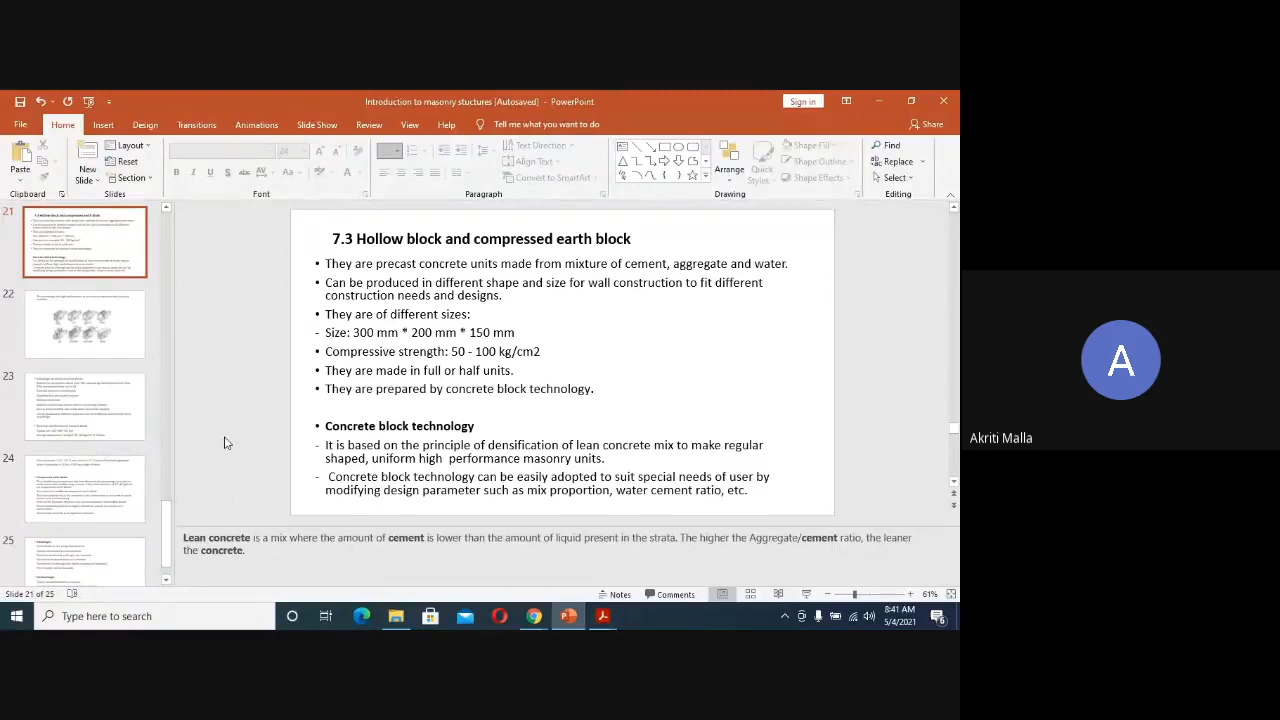 Introduction to masonry stuctures [Autosaved] - PowerPoint
Sign in
File Home Insert Design Transitions Animations Slide Show Review View Help Tell me what you want to do Share
Paste
New Slide
Layout
Reset
Section
Text Direction
Align Text
Convert to SmartArt
Arrange
Quick Styles
Shape Fill
Shape Outline
Shape Effects
Find
Replace
Select
Clipboard Slides Font Paragraph Drawing Editing
21
22
23
24
25
7.3 Hollow block and compressed earth block
• They are precast concrete block made from mixture of cement, aggregate and water.
• Can be produced in different shape and size for wall construction to fit different
construction needs and designs.
• They are of different sizes:
- Size: 300 mm * 200 mm * 150 mm
• Compressive strength: 50 - 100 kg/cm2
• They are made in full or half units
• They are prepared by concrete block technology.
• Concrete block technology
- It is based on the principle of densification of lean concrete mix to make regular
shaped, uniform high performance masonry units.
- Concrete block technology can be easily adopted to suit special needs of users by
modifying design parameters such as mix proportion, water cement ratio, etc.
Lean concrete is a mix where the amount of cement is lower than the amount of liquid present in the strata. The higher the aggregate/cement ratio, the leaner
the concrete.
Slide 21 of 25
Notes
Comments
61%
Type here to search
8:41 AM
5/4/2021
6
A
Akriti Malla